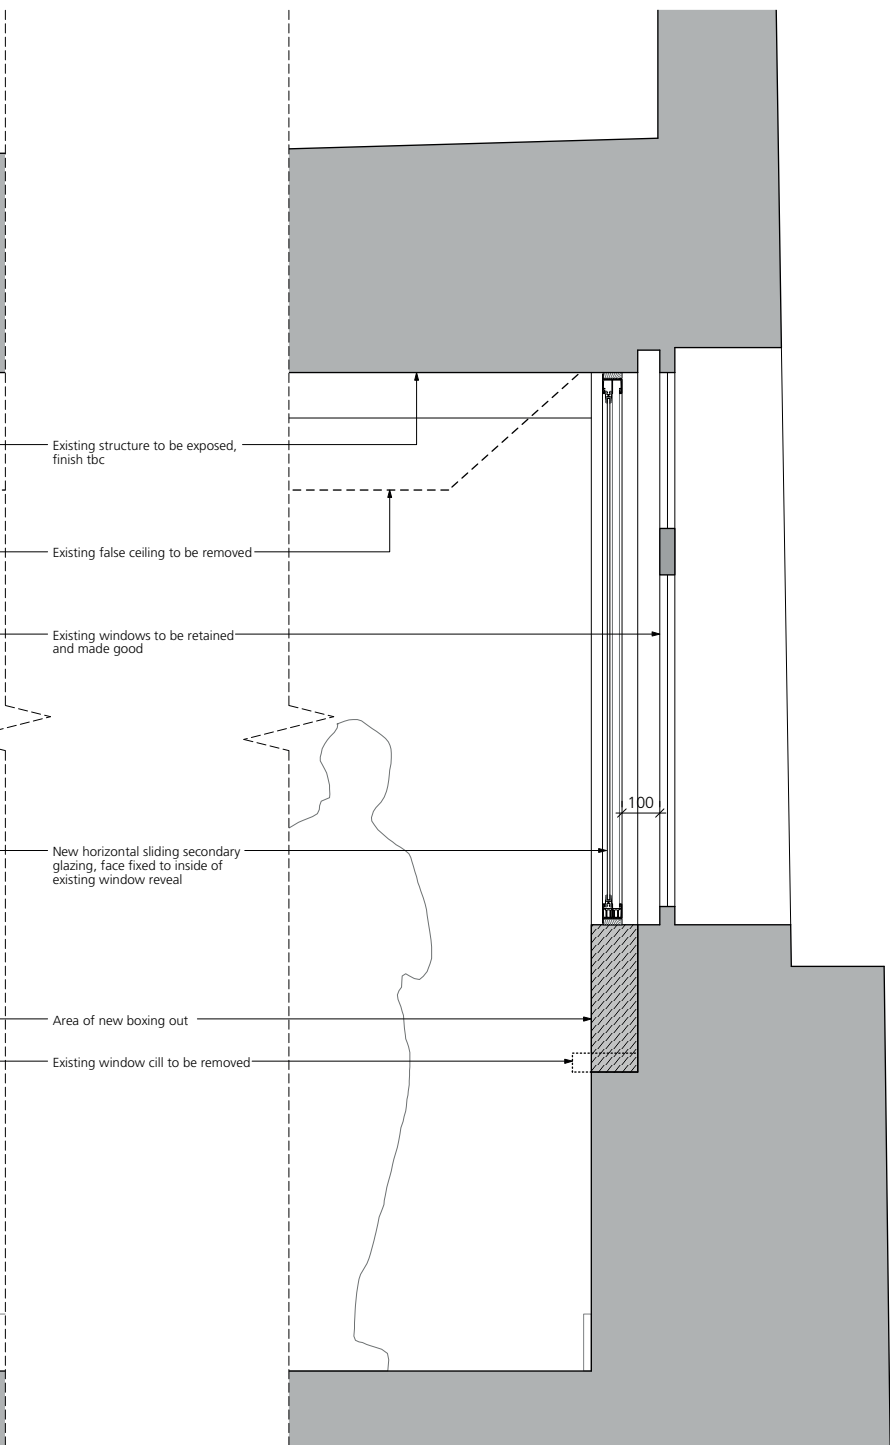 Existing structure to be exposed,
finish tbc
Existing false ceiling to be removed
Existing windows to be retained
and made good
100
New horizontal sliding secondary
glazing, face fixed to inside of
existing window reveal
Area of new boxing out
Existing window cill to be removed